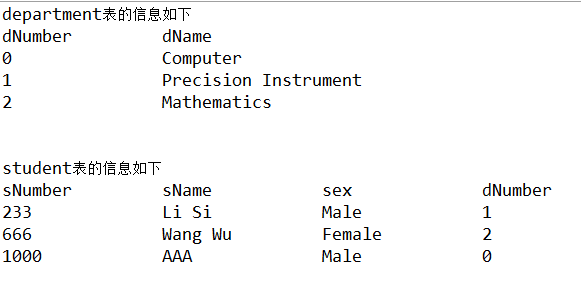 department表的信息如下
dNumber dName
0 Computer
1 Precision Instrument
2 Mathematics
student表的信息如下
sNumber sName sex dNumber
233 Li Si Male 1
666 Wang Wu Female 2
1000 AAA Male 0